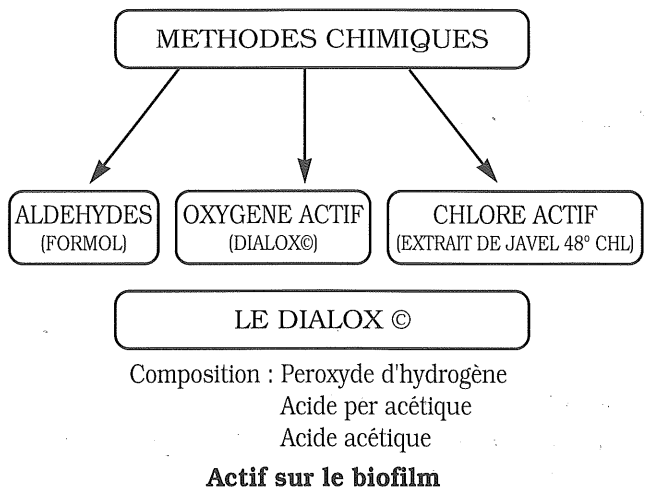 METHODES CHIMIQUES
ALDEHYDES
(FORMOL)
OXYGENE ACTIF
(DIALOX©)
CHLORE ACTIF
(EXTRAIT DE JAVEL 48° CHL)
LE DIALOX ©
Composition : Peroxyde d'hydrogène
Acide per acétique
Acide acétique
Actif sur le biofilm